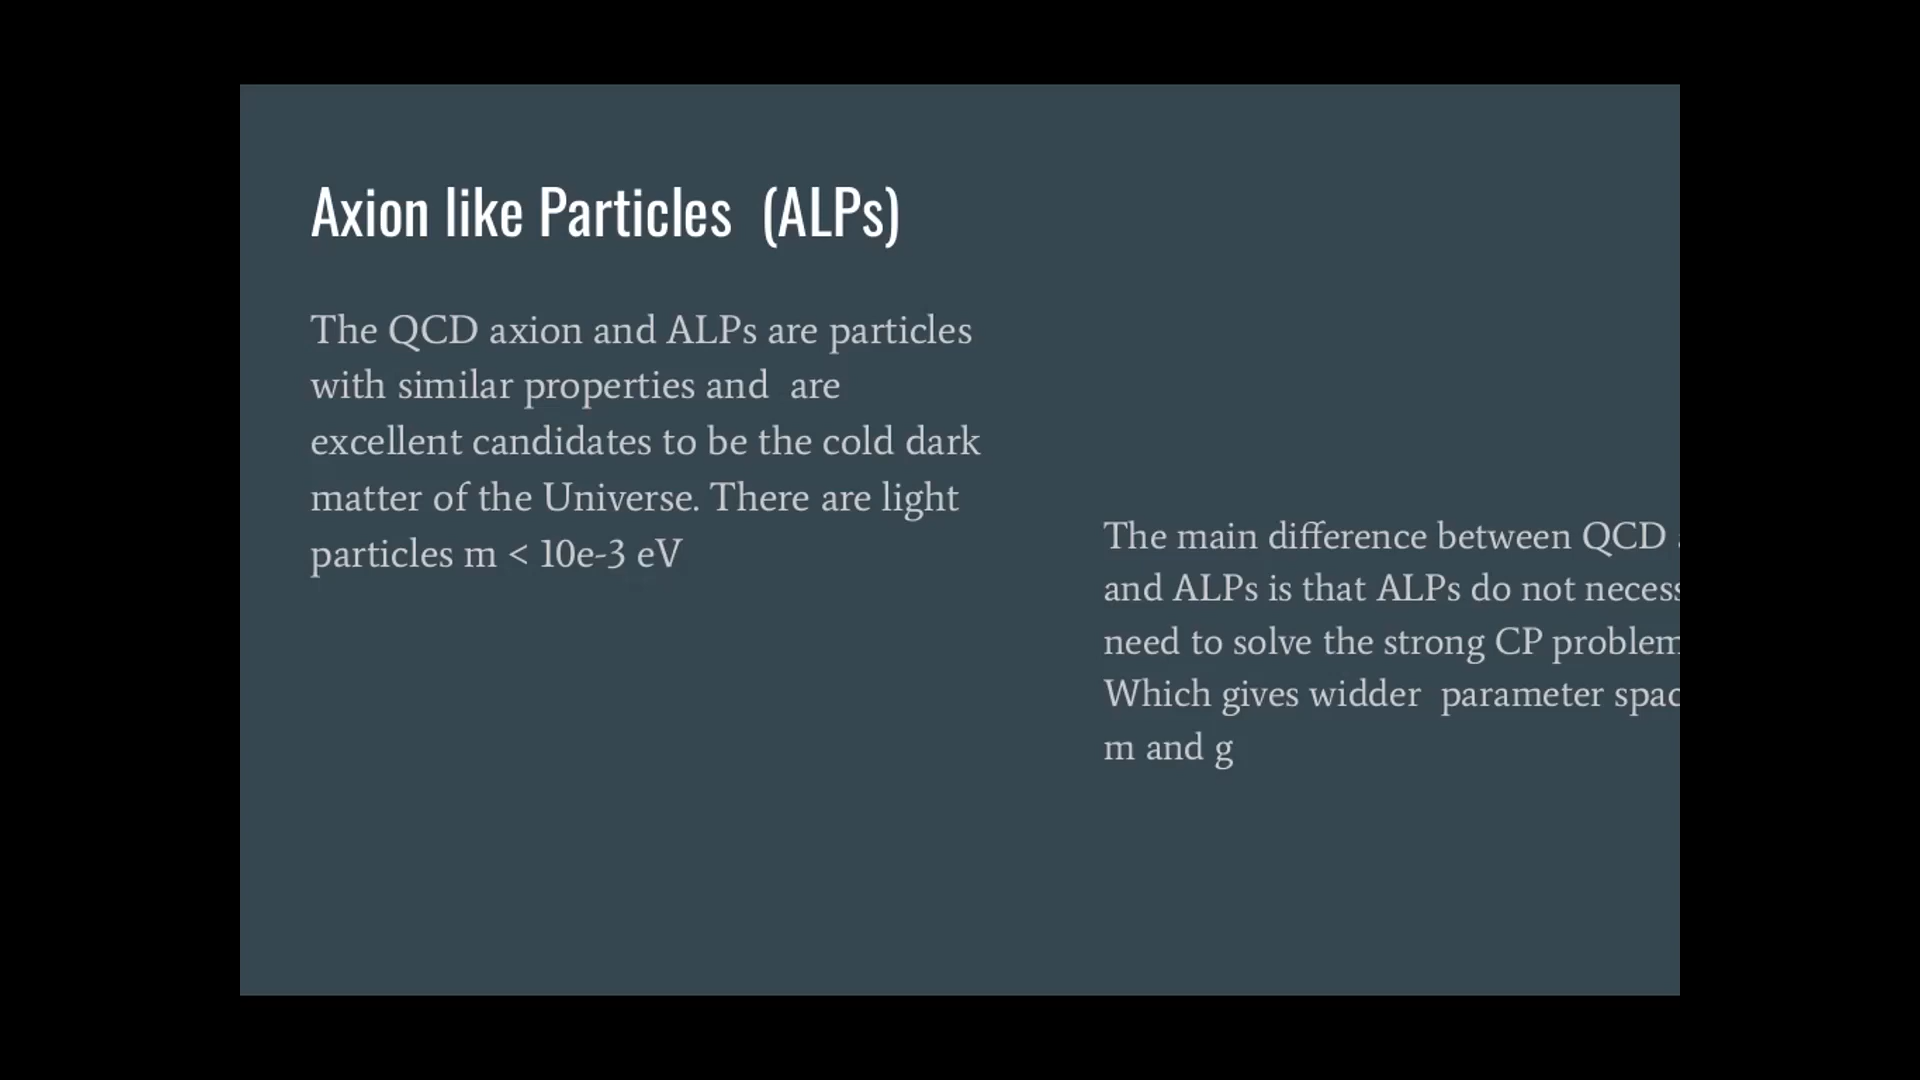 Axion like Particles  (ALPs)
The QCD axion and ALPs are particles
with similar properties and  are
excellent candidates to be the cold dark
matter of the Universe. There are light
particles m < 10e-3 eV
The main difference between QCD
and ALPs is that ALPs do not
need to solve the strong CP problem
Which gives widder  parameter
m and g